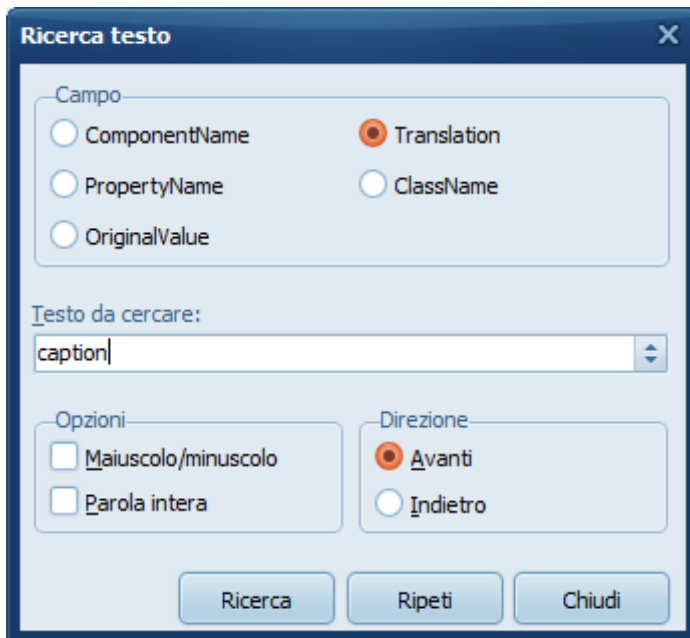 Ricerca testo
Campo
ComponentName
Translation
PropertyName
ClassName
OriginalValue
Testo da cercare:
caption
Opzioni
Direzione
Maiuscolo/minuscolo
Avanti
Parola intera
Indietro
Ricerca
Ripeti
Chiudi